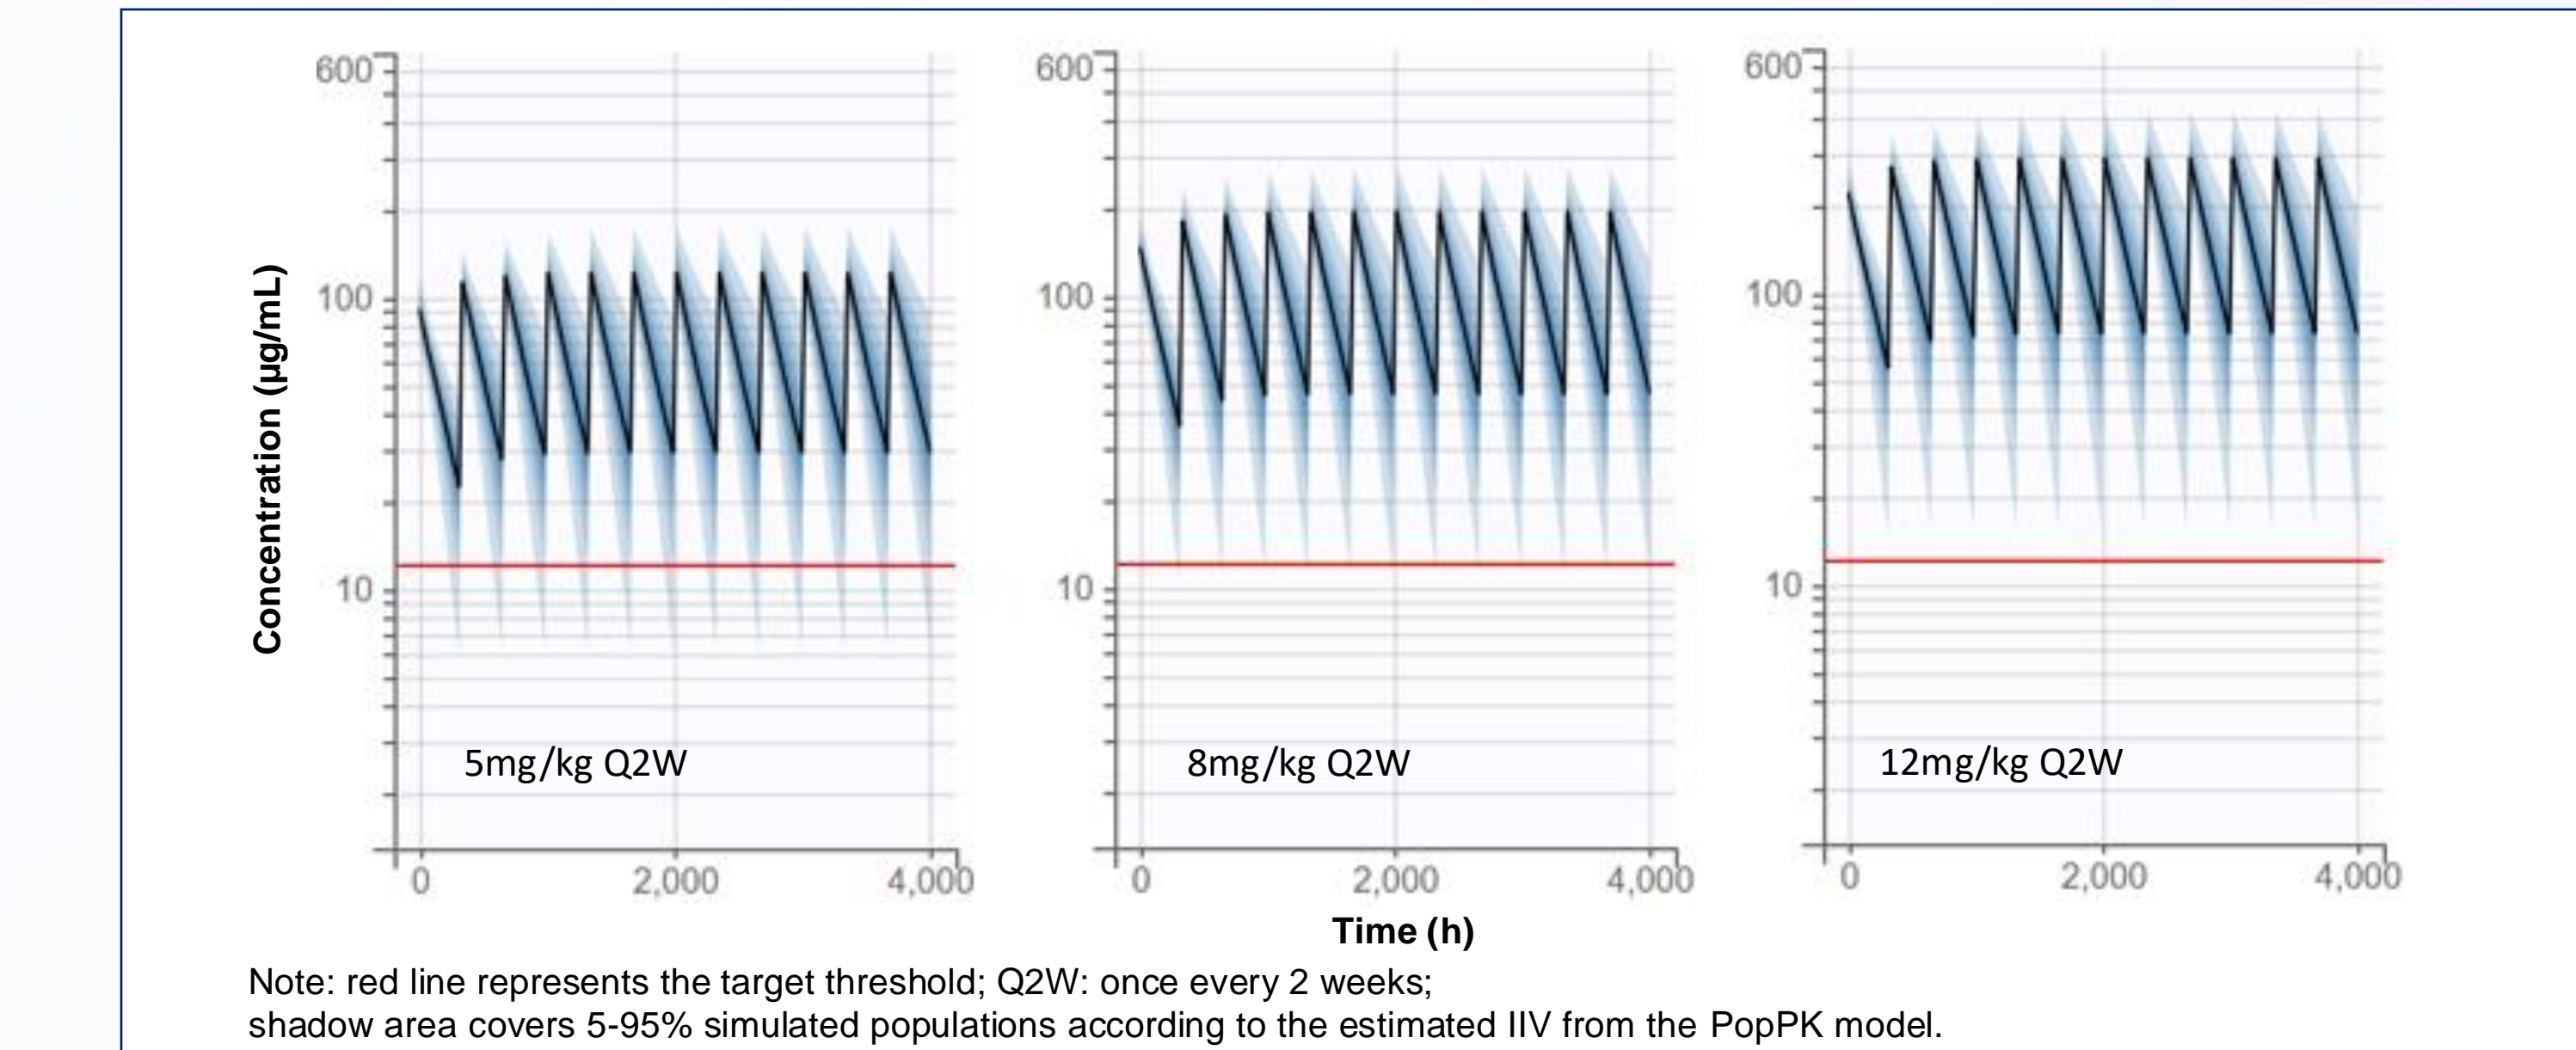 600
100
10
0
2,000
4,000
5mg/kg Q2W
600
100
10
0
2,000
4,000
8mg/kg Q2W
600
100
10
0
2,000
4,000
12mg/kg Q2W
Concentration (µg/mL)
Time (h)
Note: red line represents the target threshold; Q2W: once every 2 weeks;
shadow area covers 5-95% simulated populations according to the estimated IIV from the PopPK model.